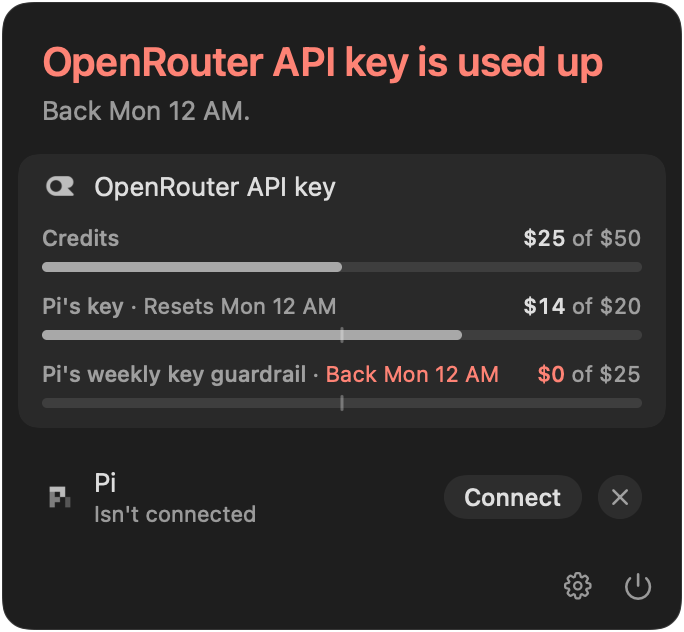 OpenRouter API key is used up
Back Mon 12 AM.
OpenRouter API key
Credits $25 of $50
Pi's key · Resets Mon 12 AM $14 of $20
Pi's weekly key guardrail · Back Mon 12 AM $0 of $25
Pi
Isn't connected
Connect